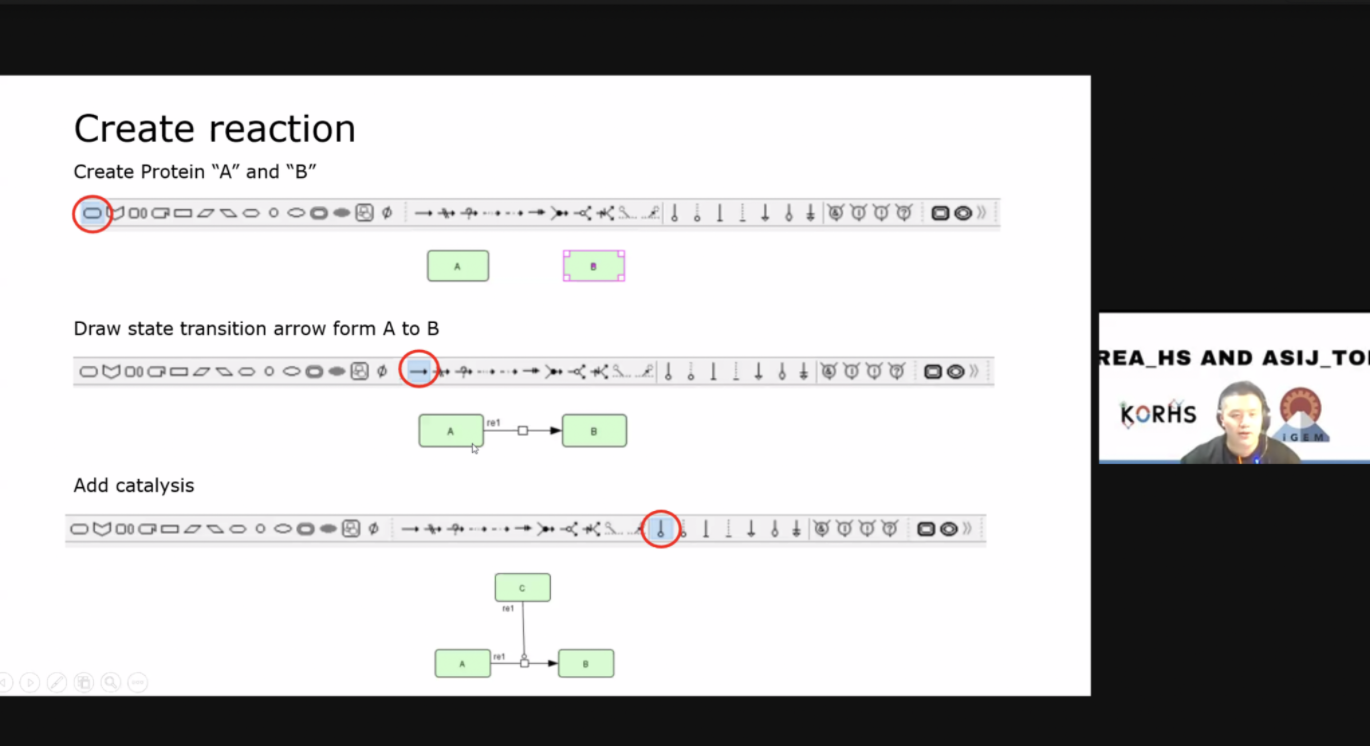 Create reaction
Create Protein “A” and “B”
A
B
Draw state transition arrow form A to B
A
re1
B
Add catalysis
C
re1
A
re1
B
REA_HS AND ASIJ_TO
KORHS
iGEM